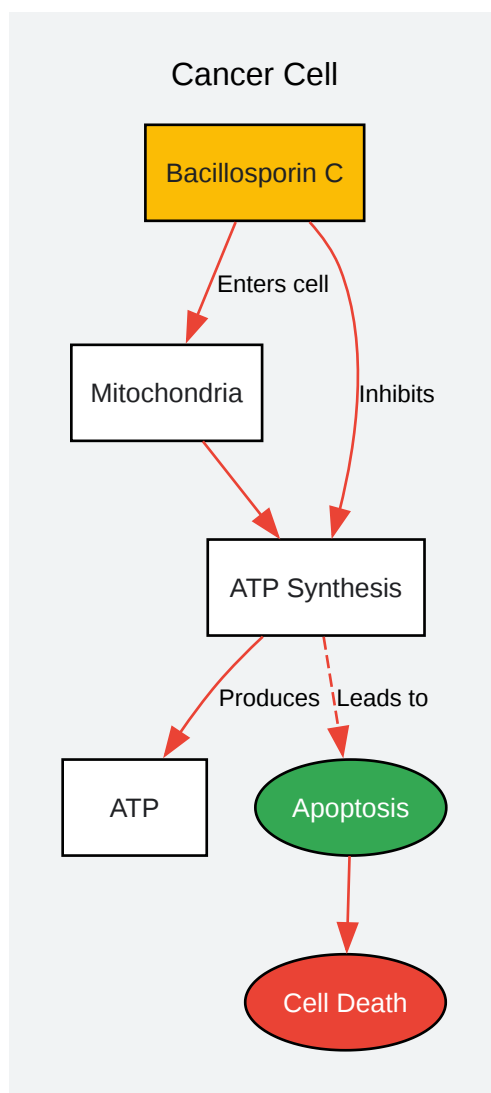 Cancer Cell
Bacillosporin C
Enters cell
Mitochondria
Inhibits
ATP Synthesis
Produces
Leads to
ATP
Apoptosis
Cell Death